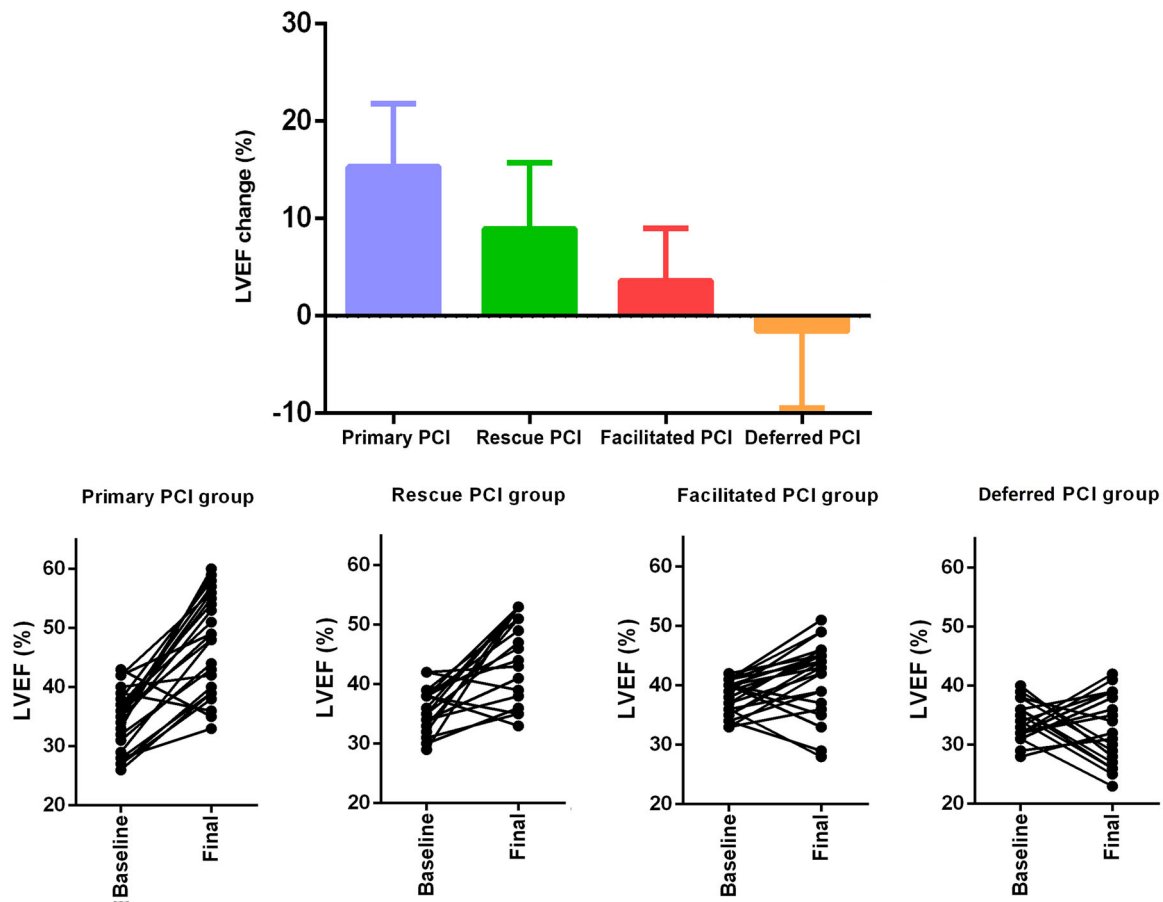 LVEF change (%)
30
20
10
0
-10
Primary PCI
Rescue PCI
Facilitated PCI
Deferred PCI
Primary PCI group
LVEF (%)
60
50
40
30
20
Baseline
Final
Rescue PCI group
LVEF (%)
60
50
40
30
20
Baseline
Final
Facilitated PCI group
LVEF (%)
60
50
40
30
20
Baseline
Final
Deferred PCI group
LVEF (%)
60
50
40
30
20
Baseline
Final